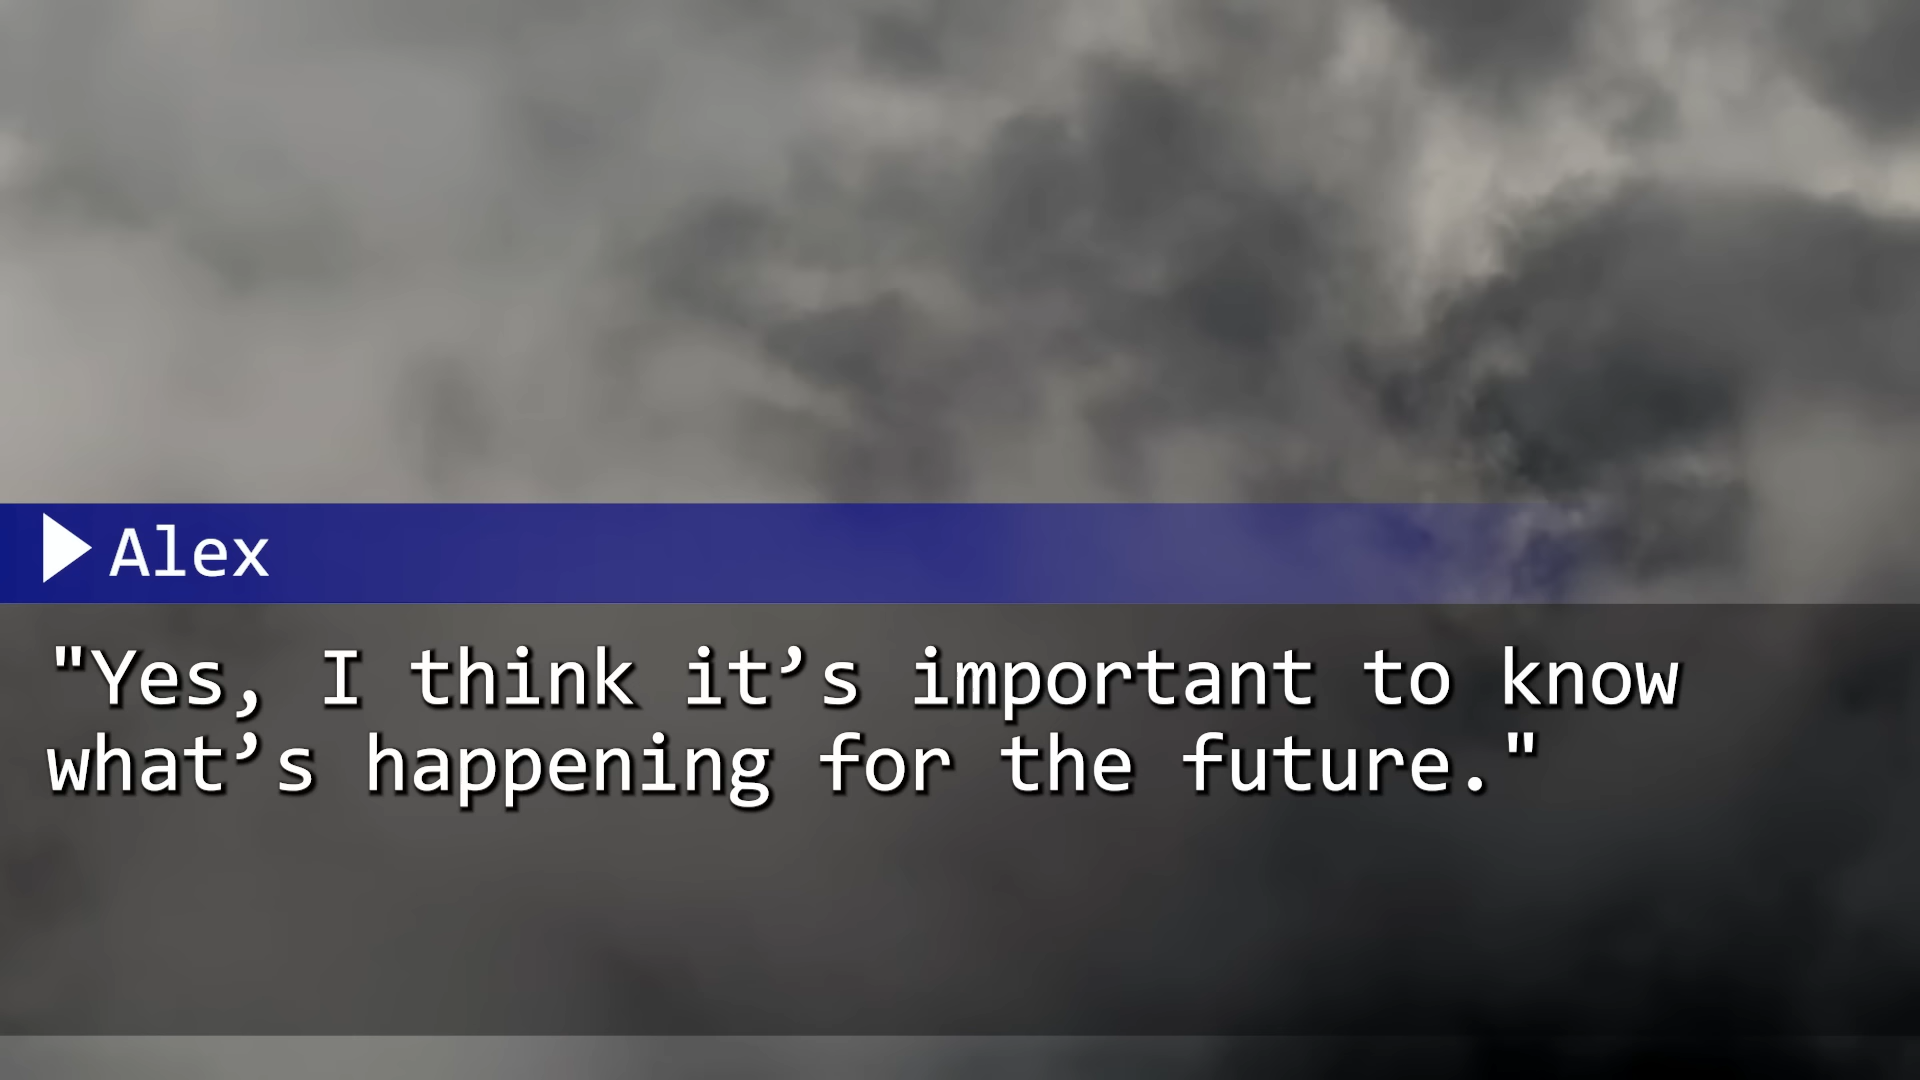 Alex
"Yes, I think it’s important to know
what’s happening for the future."